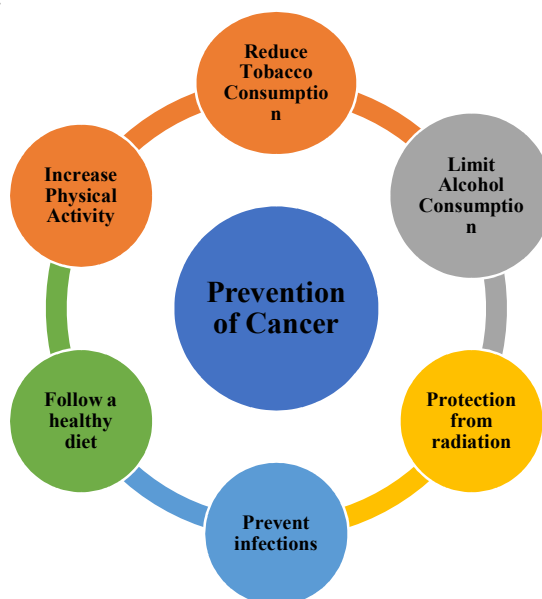 Reduce
Tobacco
Consumptio
n
Limit
Alcohol
Consumptio
n
Protection
from
radiation
Prevent
infections
Follow a
healthy
diet
Increase
Physical
Activity
Prevention
of Cancer